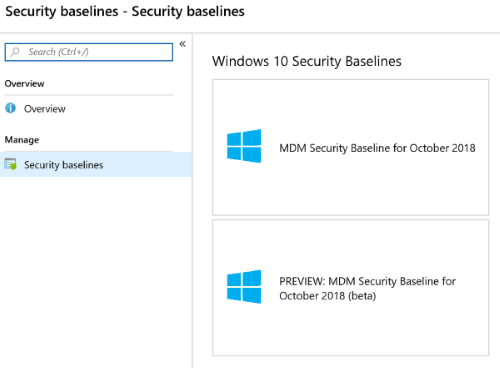 Security baselines - Security baselines
Search (Ctrl+/)
«
Overview
Overview
Manage
Security baselines
Windows 10 Security Baselines
MDM Security Baseline for October 2018
PREVIEW: MDM Security Baseline for
October 2018 (beta)